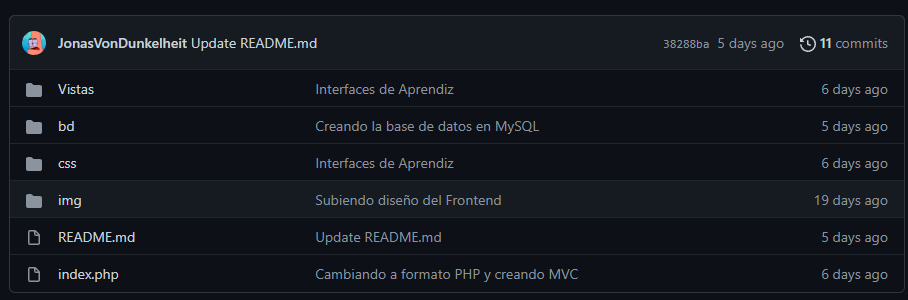 JonasVonDunkelheit Update README.md 38288ba 5 days ago 11 commits
Vistas Interfaces de Aprendiz 6 days ago
bd Creando la base de datos en MySQL 5 days ago
css Interfaces de Aprendiz 6 days ago
img Subiendo diseño del Frontend 19 days ago
README.md Update README.md 5 days ago
index.php Cambiando a formato PHP y creando MVC 6 days ago